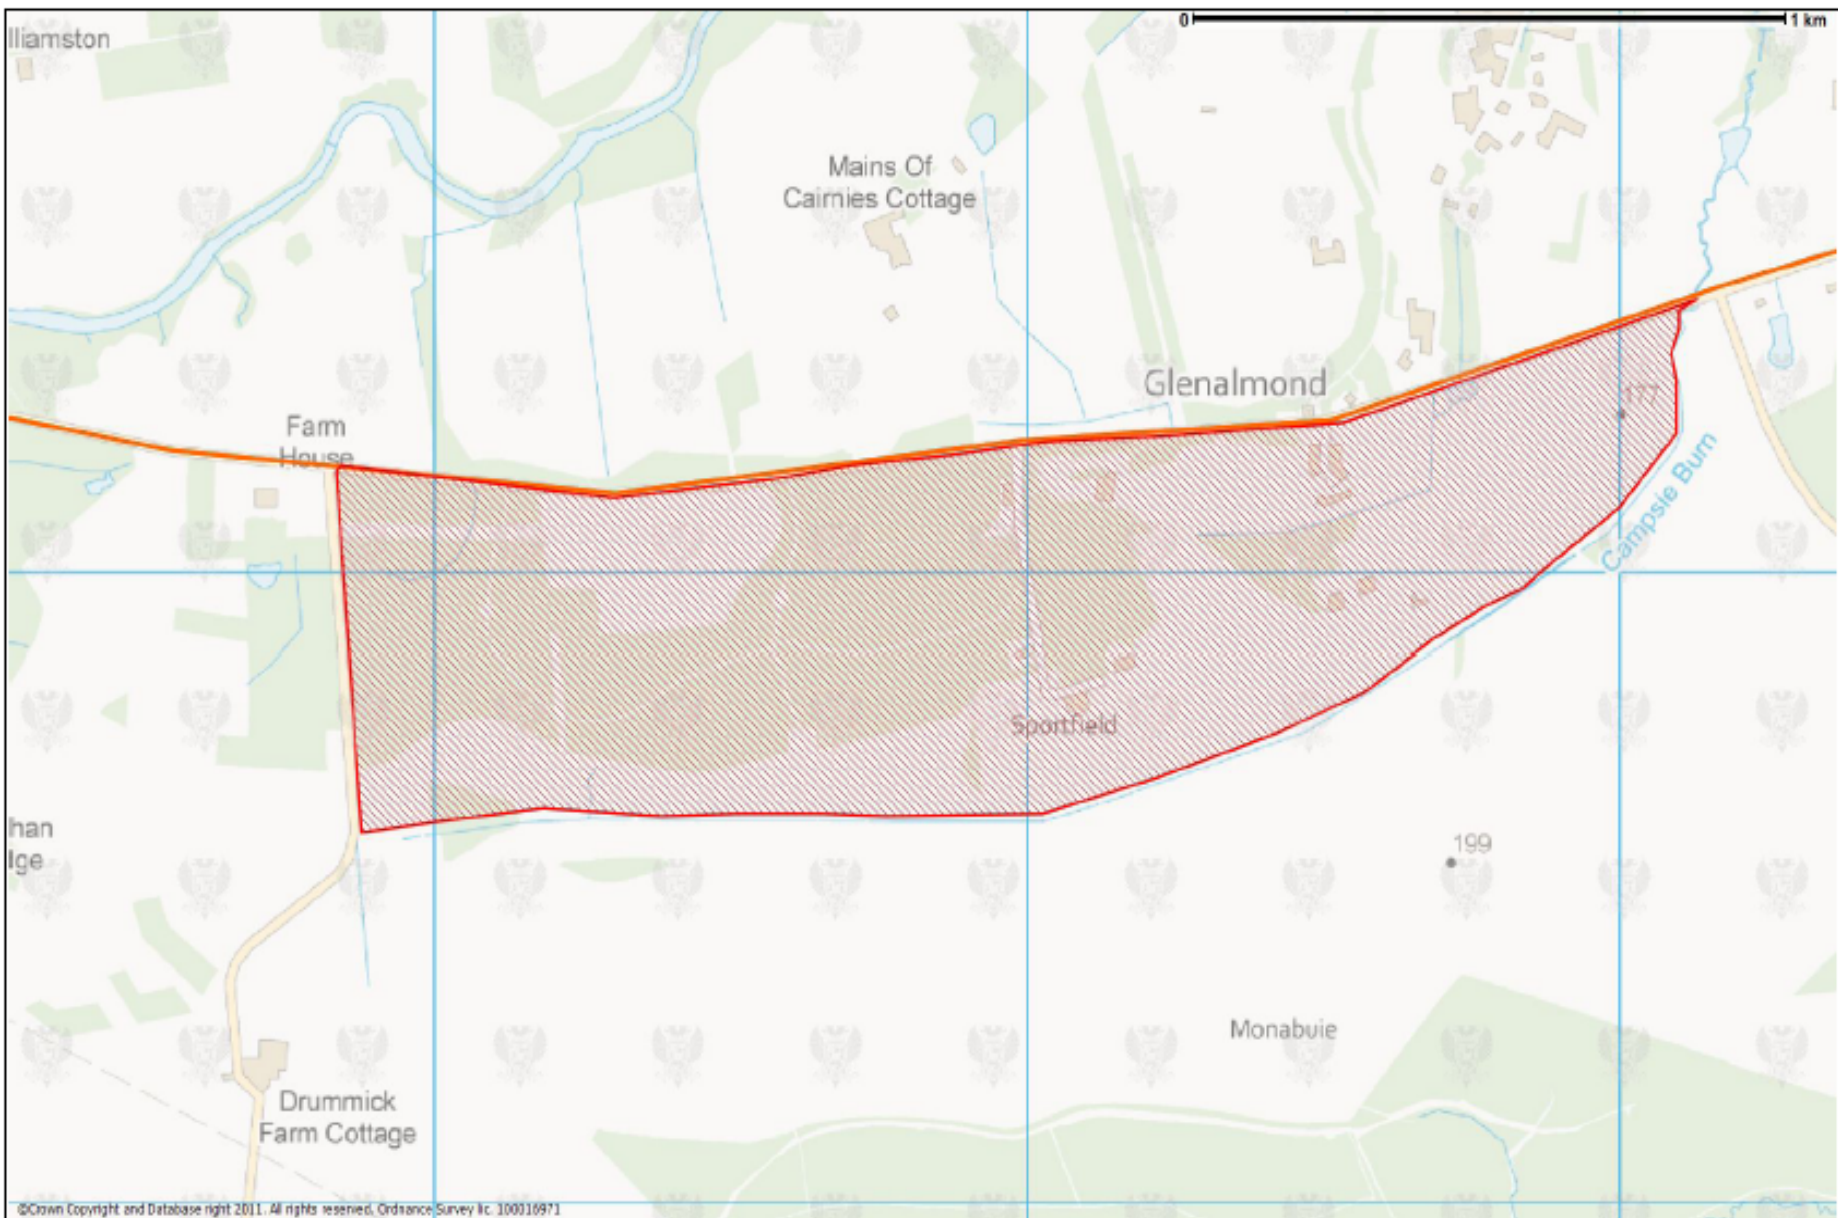 0 1 km
lliamston
Mains Of
Cairnies Cottage
Glenalmond
177
Farm
House
Campsie Burn
Sportfield
han
lge
199
Monabuie
Drummick
Farm Cottage
©Crown Copyright and Database right 2011. All rights reserved. Ordnance Survey lic. 100016971